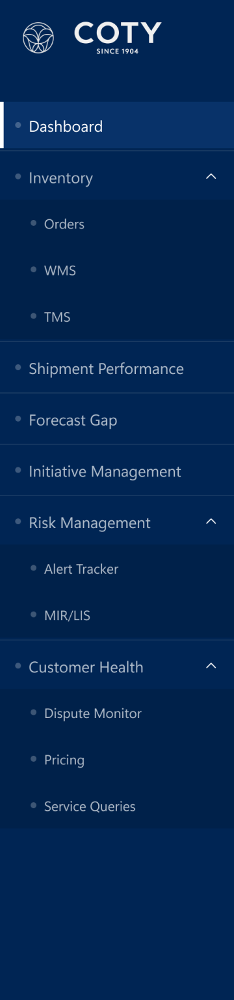 COTY
SINCE 1904
Dashboard
Inventory
Orders
WMS
TMS
Shipment Performance
Forecast Gap
Initiative Management
Risk Management
Alert Tracker
MIR/LIS
Customer Health
Dispute Monitor
Pricing
Service Queries